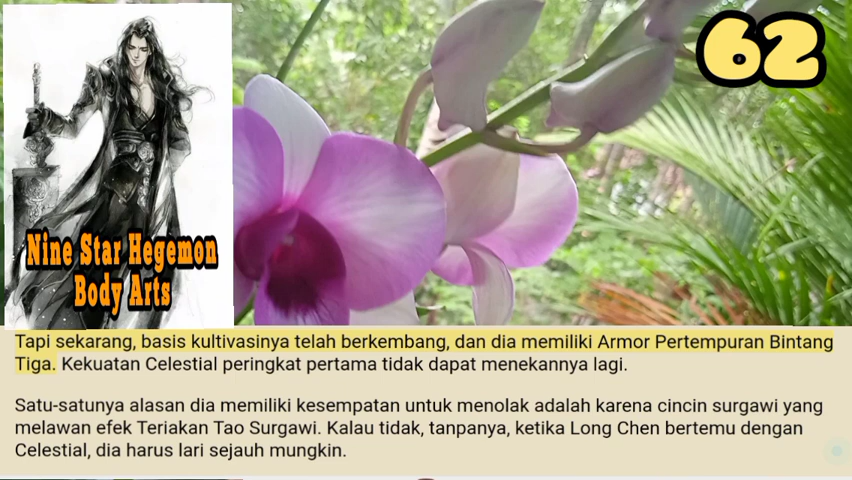 62
Nine Star Hegemon
Body Arts
Tapi sekarang, basis kultivasinya telah berkembang, dan dia memiliki Armor Pertempuran Bintang
Tiga. Kekuatan Celestial peringkat pertama tidak dapat menekannya lagi.
Satu-satunya alasan dia memiliki kesempatan untuk menolak adalah karena cincin surgawi yang
melawan efek Teriakan Tao Surgawi. Kalau tidak, tanpanya, ketika Long Chen bertemu dengan
Celestial, dia harus lari sejauh mungkin.